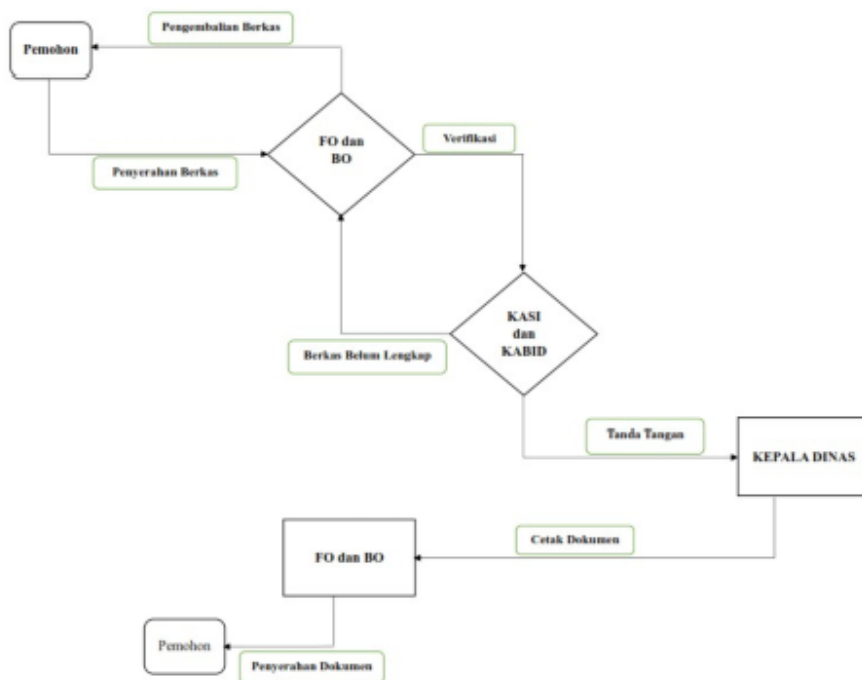 Pengembalian Berkas
Pemohon
FO dan
BO
Verifikasi
Penyerahan Berkas
KASI
dan
KABID
Berkas Belum Lengkap
Tanda Tangan
KEPALA DINAS
Cetak Dokumen
FO dan BO
Pemohon
Penyerahan Dokumen